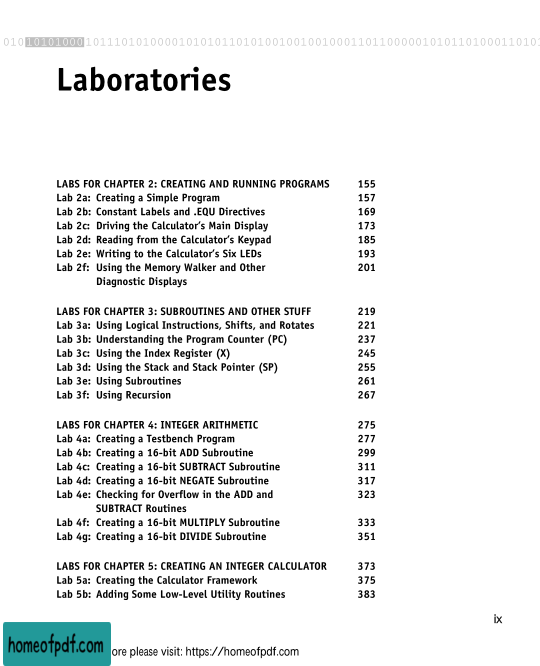 010101010001011101010000101010110101001001001000110110000010101101000110101
Laboratories
LABS FOR CHAPTER 2: CREATING AND RUNNING PROGRAMS 155
Lab 2a: Creating a Simple Program 157
Lab 2b: Constant Labels and .EQU Directives 169
Lab 2c: Driving the Calculator's Main Display 173
Lab 2d: Reading from the Calculator's Keypad 185
Lab 2e: Writing to the Calculator's Six LEDs 193
Lab 2f: Using the Memory Walker and Other 201
Diagnostic Displays
LABS FOR CHAPTER 3: SUBROUTINES AND OTHER STUFF 219
Lab 3a: Using Logical Instructions, Shifts, and Rotates 221
Lab 3b: Understanding the Program Counter (PC) 237
Lab 3c: Using the Index Register (X) 245
Lab 3d: Using the Stack and Stack Pointer (SP) 255
Lab 3e: Using Subroutines 261
Lab 3f: Using Recursion 267
LABS FOR CHAPTER 4: INTEGER ARITHMETIC 275
Lab 4a: Creating a Testbench Program 277
Lab 4b: Creating a 16-bit ADD Subroutine 299
Lab 4c: Creating a 16-bit SUBTRACT Subroutine 311
Lab 4d: Creating a 16-bit NEGATE Subroutine 317
Lab 4e: Checking for Overflow in the ADD and 323
SUBTRACT Routines
Lab 4f: Creating a 16-bit MULTIPLY Subroutine 333
Lab 4g: Creating a 16-bit DIVIDE Subroutine 351
LABS FOR CHAPTER 5: CREATING AN INTEGER CALCULATOR 373
Lab 5a: Creating the Calculator Framework 375
Lab 5b: Adding Some Low-Level Utility Routines 383
ix
homeofpdf.com ore please visit: https://homeofpdf.com